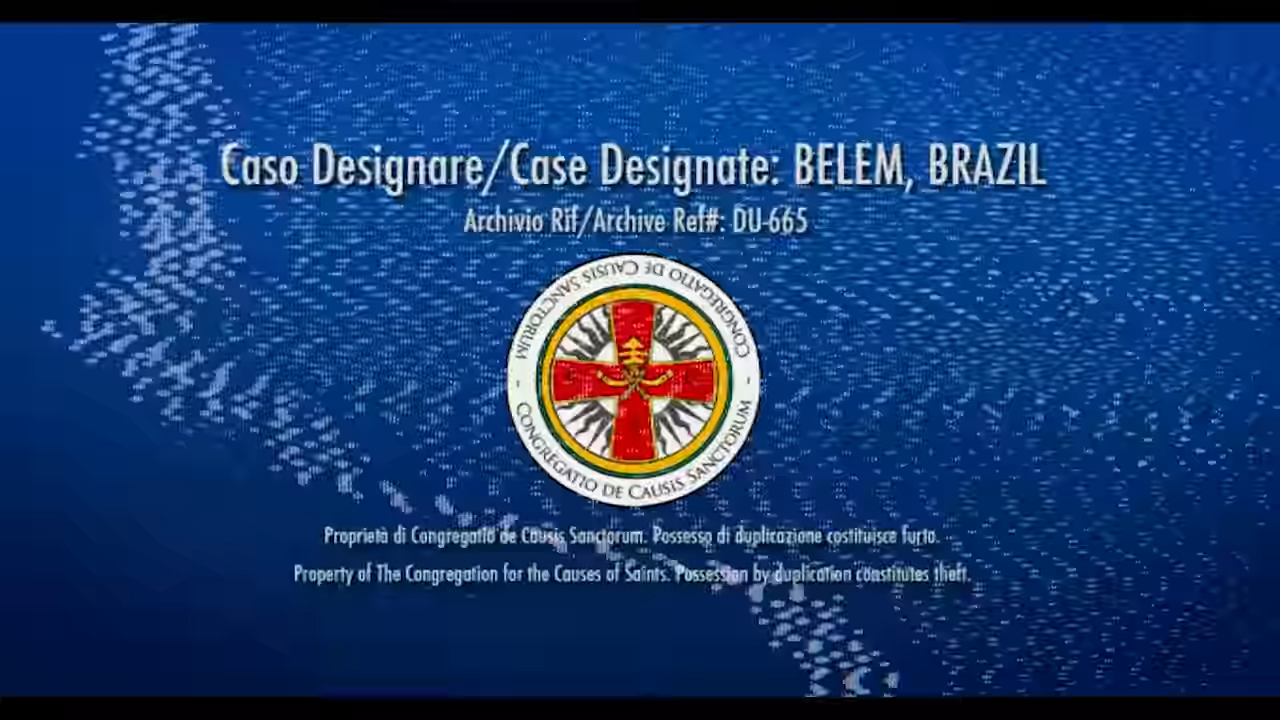 Caso Designare/Case Designate: BELEM, BRAZIL
Archivio Rif/Archive Ref#: DU-665
CONGREGATIO DE CAUSIS SANCTORUM
- CONGREGATIO DE CAUSIS SANCTORUM -
Proprietà di Congregatio de Causis Sanctorum. Possesso di duplicazione costituisce furto.
Property of The Congregation for the Causes of Saints. Possession by duplication constitutes theft.